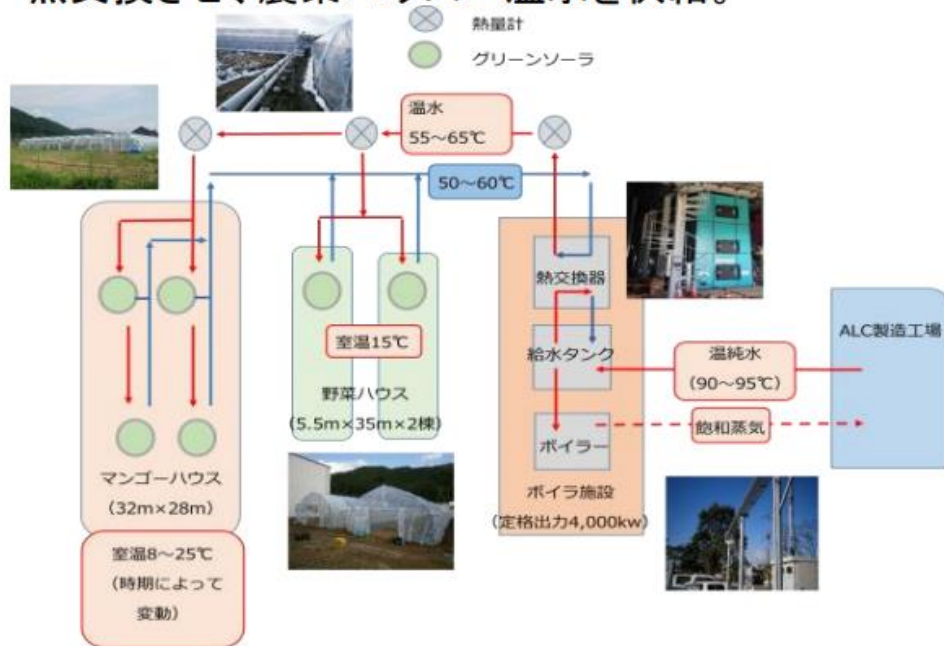 熱量計
グリーンソーラ
温水
55～65℃
50～60℃
熱交換器
ALC製造工場
室温15℃
給水タンク
温純水
(90～95℃)
野菜ハウス
(5.5m×35m×2棟)
飽和蒸気
ボイラー
マンゴーハウス
(32m×28m)
ボイラ施設
(定格出力4,000kw)
室温8～25℃
(時期によって
変動)